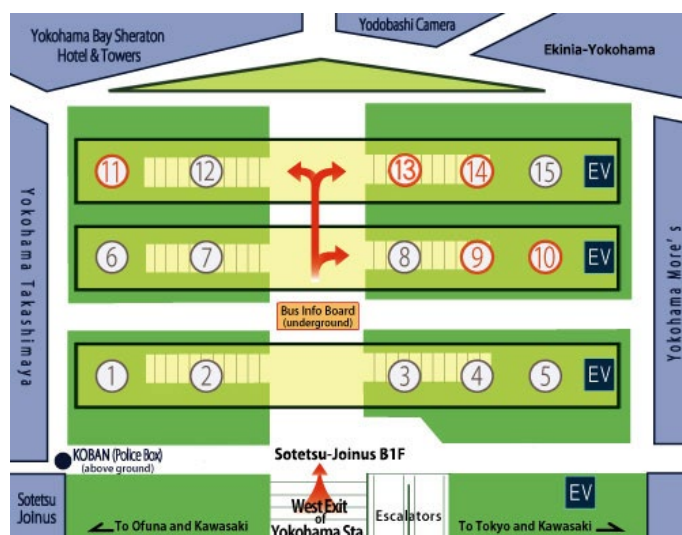 Yokohama Bay Sheraton
Hotel & Towers
Yodobashi Camera
Ekinia-Yokohama
Yokohama Takashimaya
Yokohama More's
11
12
13
14
15
EV
6
7
8
9
10
EV
Bus Info Board
(underground)
1
2
3
4
5
EV
KOBAN (Police Box)
(above ground)
Sotetsu-Joinus B1F
Sotetsu
Joinus
West Exit
of
Yokohama Sta
Escalators
EV
To Ofuna and Kawasaki
To Tokyo and Kawasaki